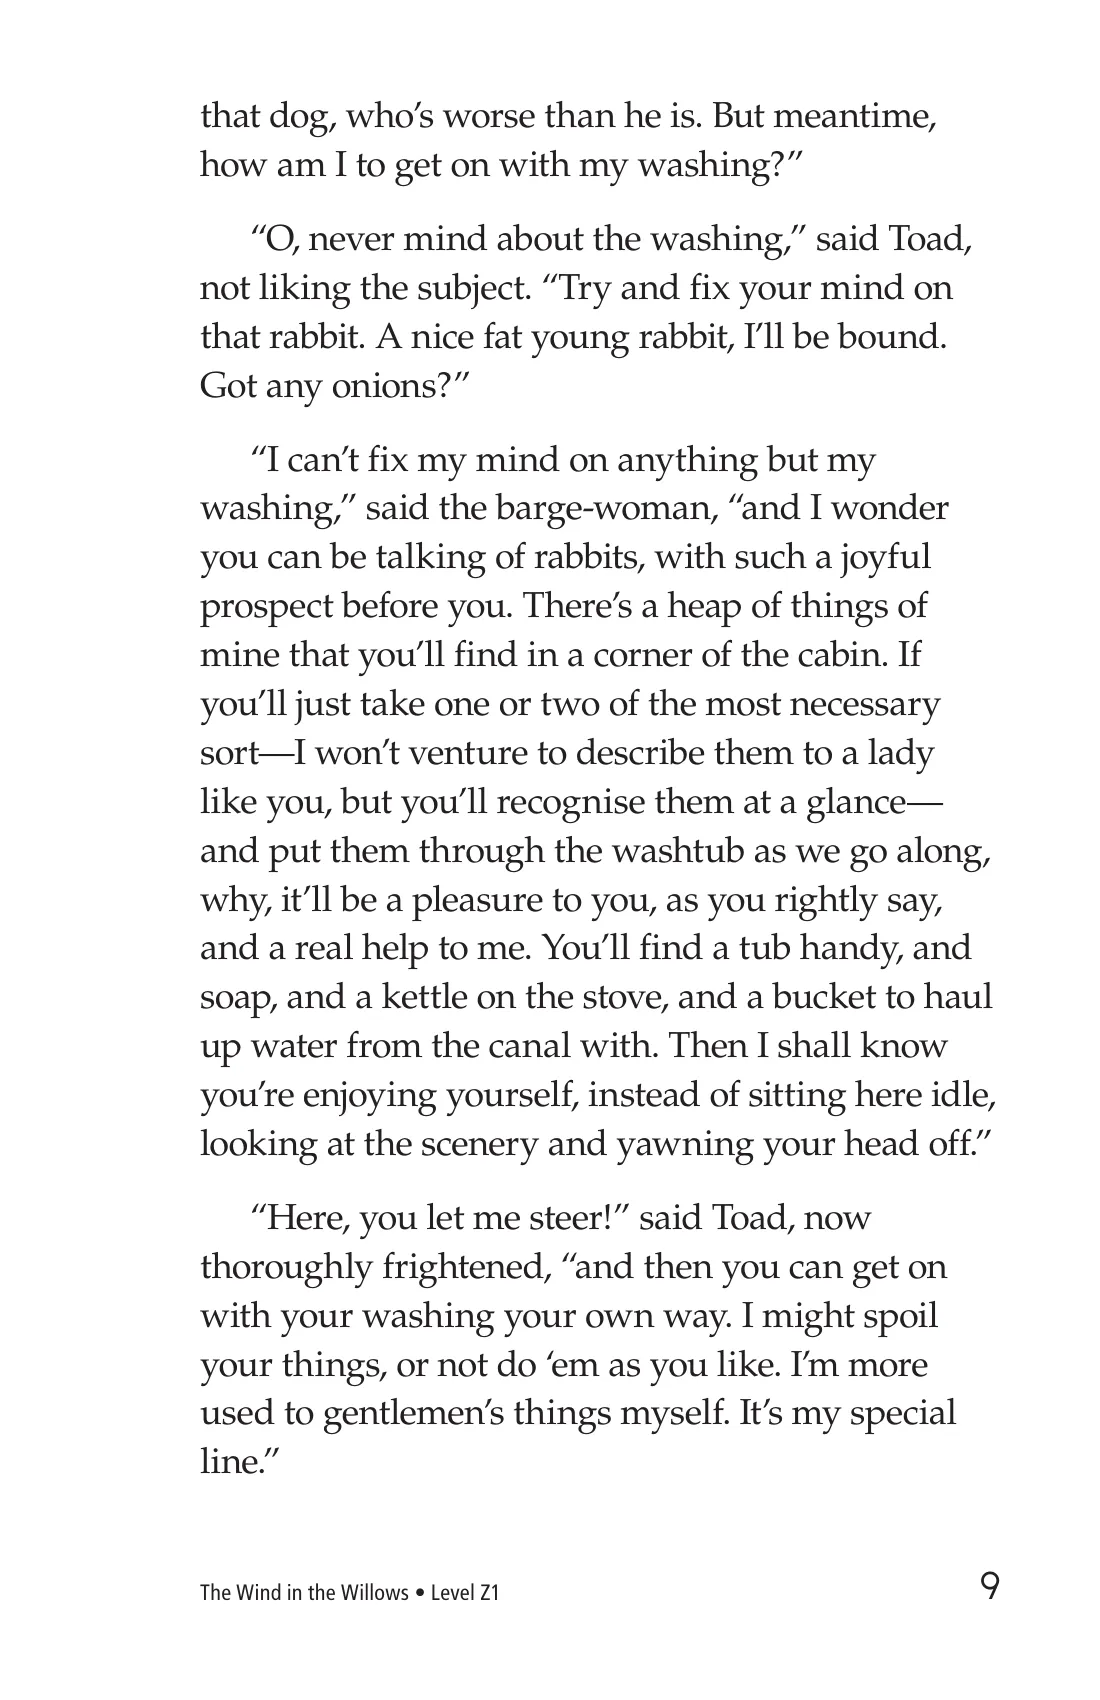 that dog, who’s worse than he is. But meantime,
how am I to get on with my washing?”
“O, never mind about the washing,” said Toad,
not liking the subject. “Try and fix your mind on
that rabbit. A nice fat young rabbit, I’ll be bound.
Got any onions?”
“I can’t fix my mind on anything but my
washing,” said the barge-woman, “and I wonder
you can be talking of rabbits, with such a joyful
prospect before you. There’s a heap of things of
mine that you’ll find in a corner of the cabin. If
you’ll just take one or two of the most necessary
sort—I won’t venture to describe them to a lady
like you, but you’ll recognise them at a glance—
and put them through the washtub as we go along,
why, it’ll be a pleasure to you, as you rightly say,
and a real help to me. You’ll find a tub handy, and
soap, and a kettle on the stove, and a bucket to haul
up water from the canal with. Then I shall know
you’re enjoying yourself, instead of sitting here idle,
looking at the scenery and yawning your head off.”
“Here, you let me steer!” said Toad, now
thoroughly frightened, “and then you can get on
with your washing your own way. I might spoil
your things, or not do ‘em as you like. I’m more
used to gentlemen’s things myself. It’s my special
line.”
The Wind in the Willows • Level Z1
9